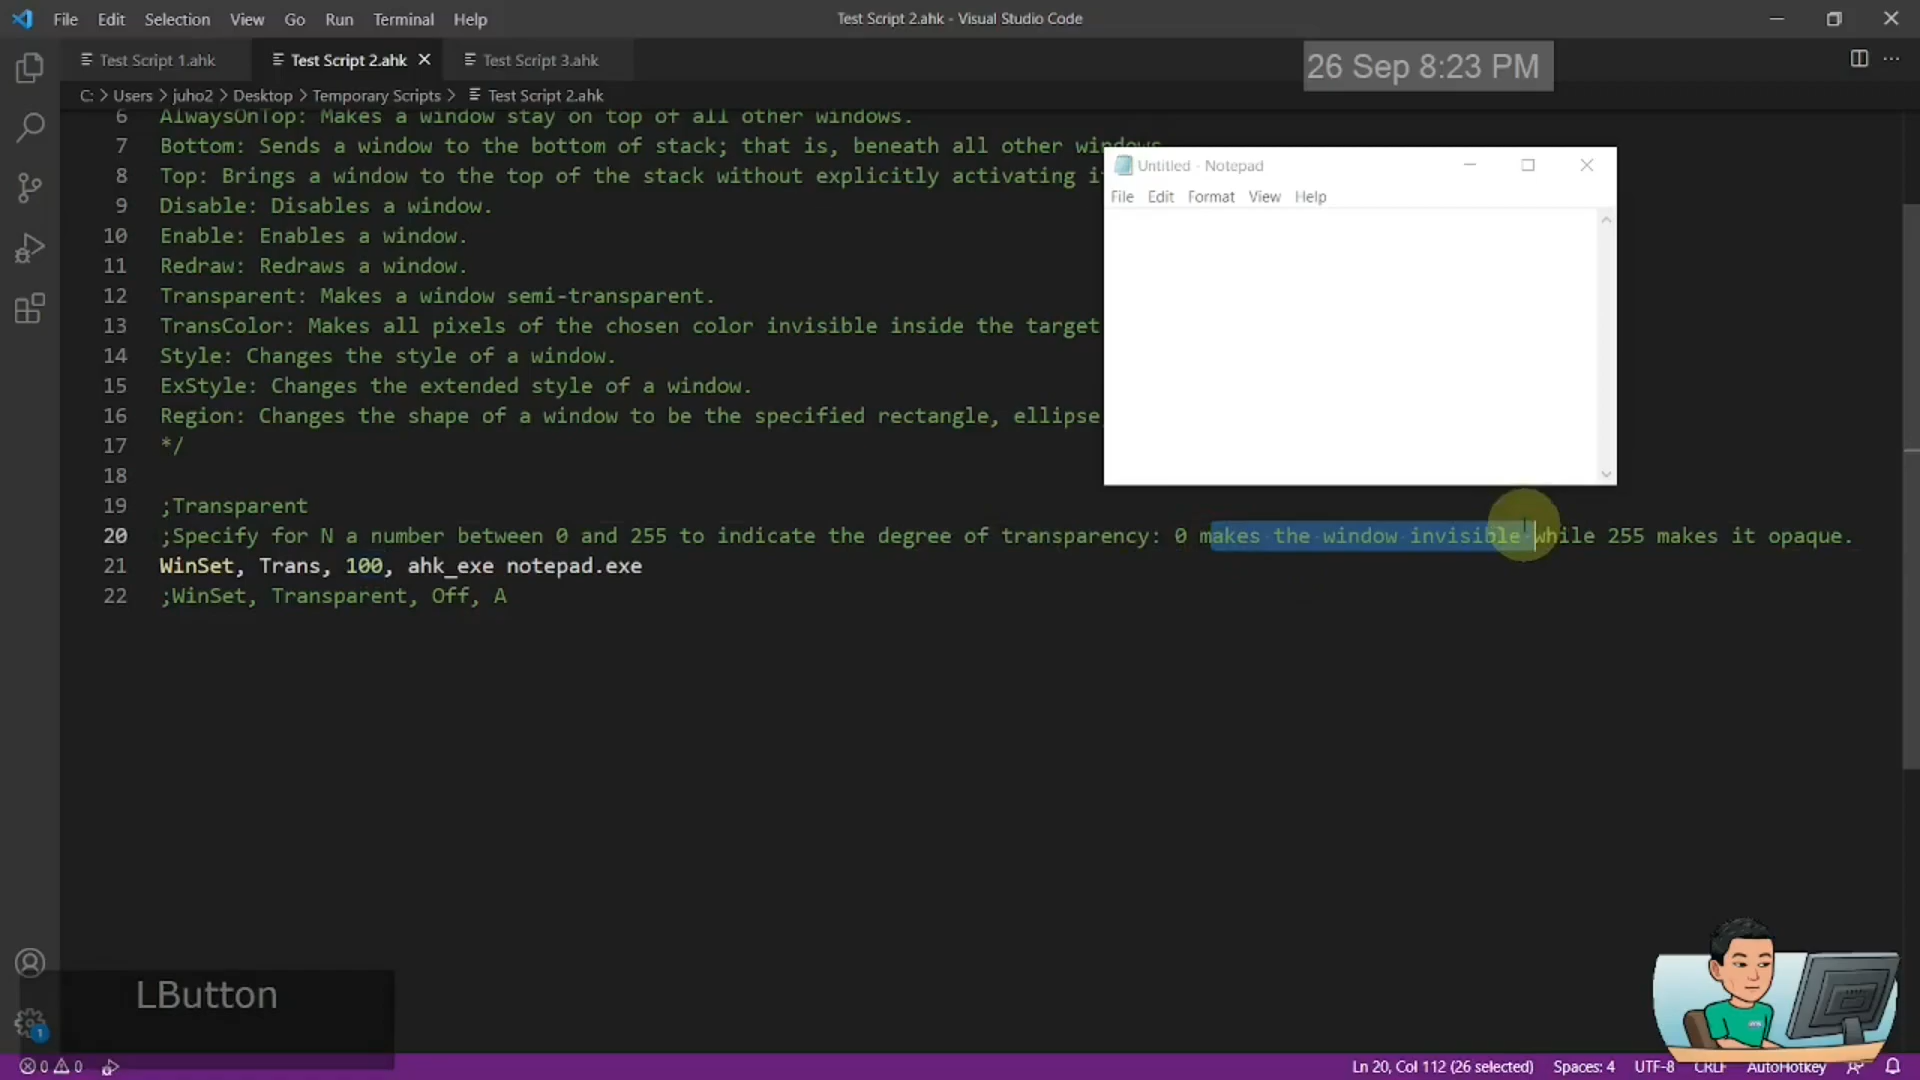 File Edit Selection View Go Run Terminal Help
Test Script 2.ahk - Visual Studio Code
Test Script 1.ahk
Test Script 2.ahk
Test Script 3.ahk
26 Sep 8:23 PM
C: > Users > juho2 > Desktop > Temporary Scripts > Test Script 2.ahk
6 AlwaysOnTop: Makes a window stay on top of all other windows.
7 Bottom: Sends a window to the bottom of stack; that is, beneath all other windows.
8 Top: Brings a window to the top of the stack without explicitly activating
9 Disable: Disables a window.
10 Enable: Enables a window.
11 Redraw: Redraws a window.
12 Transparent: Makes a window semi-transparent.
13 TransColor: Makes all pixels of the chosen color invisible inside the target
14 Style: Changes the style of a window.
15 ExStyle: Changes the extended style of a window.
16 Region: Changes the shape of a window to be the specified rectangle, ellipse,
17 */
18
19 ;Transparent
20 ;Specify for N a number between 0 and 255 to indicate the degree of transparency: 0 makes the window invisible while 255 makes it opaque.
21 WinSet, Trans, 100, ahk_exe notepad.exe
22 ;WinSet, Transparent, Off, A
Untitled - Notepad
File Edit Format View Help
LButton
1
0 0
Ln 20, Col 112 (26 selected)
Spaces: 4
UTF-8
CRLF
AutoHotkey